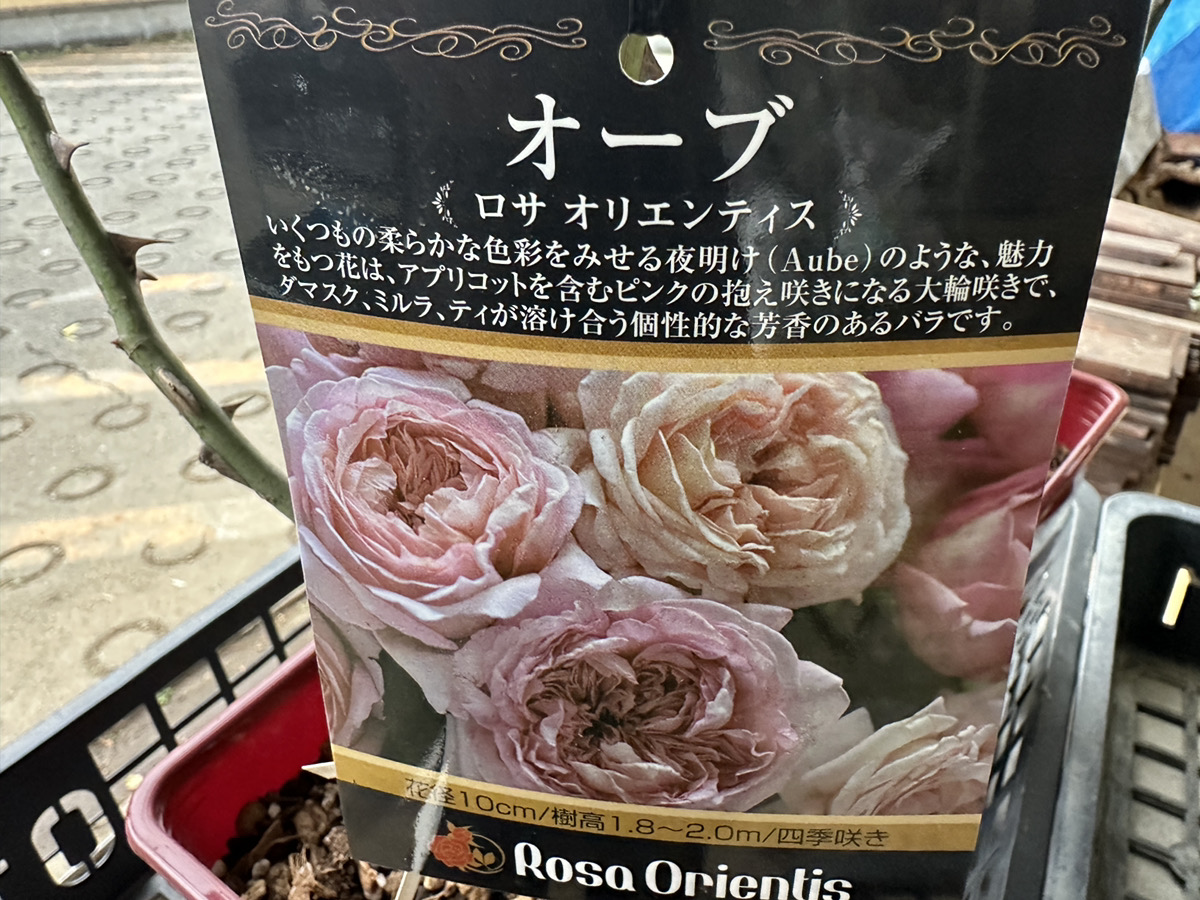 オーブ
ロサ オリエンティス
いくつもの柔らかな色彩をみせる夜明け(Aube)のような、魅力
をもつ花は、アプリコットを含むピンクの抱え咲きになる大輪咲きで、
ダマスク、ミルラ、ティが溶け合う個性的な芳香のあるバラです。
花径10cm/樹高1.8～2.0m/四季咲き
Rosa Orientis